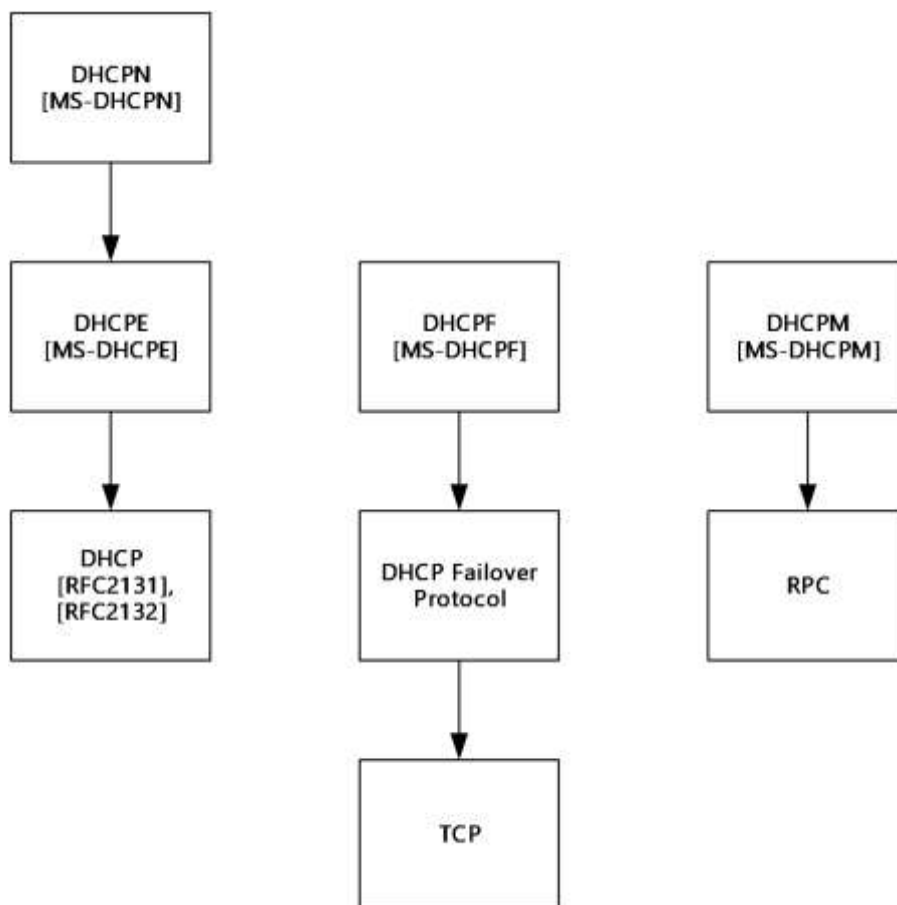 DHCPN
[MS-DHCPN]
DHCPE
[MS-DHCPE]
DHCPF
[MS-DHCPF]
DHCPM
[MS-DHCPM]
DHCP
[RFC2131],
[RFC2132]
DHCP Failover
Protocol
RPC
TCP